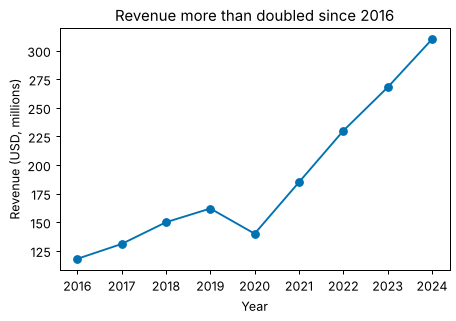 Revenue more than doubled since 2016
Revenue (USD, millions)
300
275
250
225
200
175
150
125
2016 2017 2018 2019 2020 2021 2022 2023 2024
Year